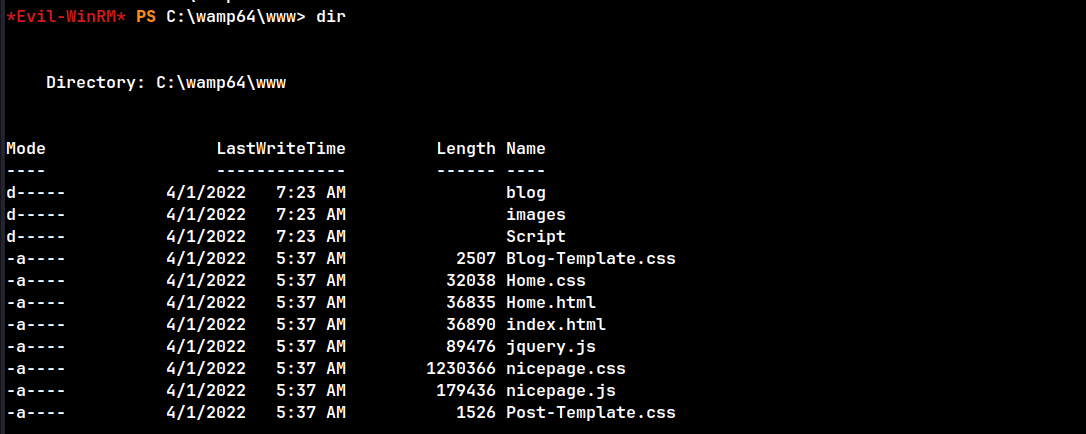 *Evil-WinRM* PS C:\wamp64\www> dir
Directory: C:\wamp64\www
Mode                 LastWriteTime         Length Name
----                 -------------         ------ ----
d-----          4/1/2022   7:23 AM                blog
d-----          4/1/2022   7:23 AM                images
d-----          4/1/2022   7:23 AM                Script
-a----          4/1/2022   5:37 AM           2507 Blog-Template.css
-a----          4/1/2022   5:37 AM          32038 Home.css
-a----          4/1/2022   5:37 AM          36835 Home.html
-a----          4/1/2022   5:37 AM          36890 index.html
-a----          4/1/2022   5:37 AM          89476 jquery.js
-a----          4/1/2022   5:37 AM        1230366 nicepage.css
-a----          4/1/2022   5:37 AM         179436 nicepage.js
-a----          4/1/2022   5:37 AM           1526 Post-Template.css